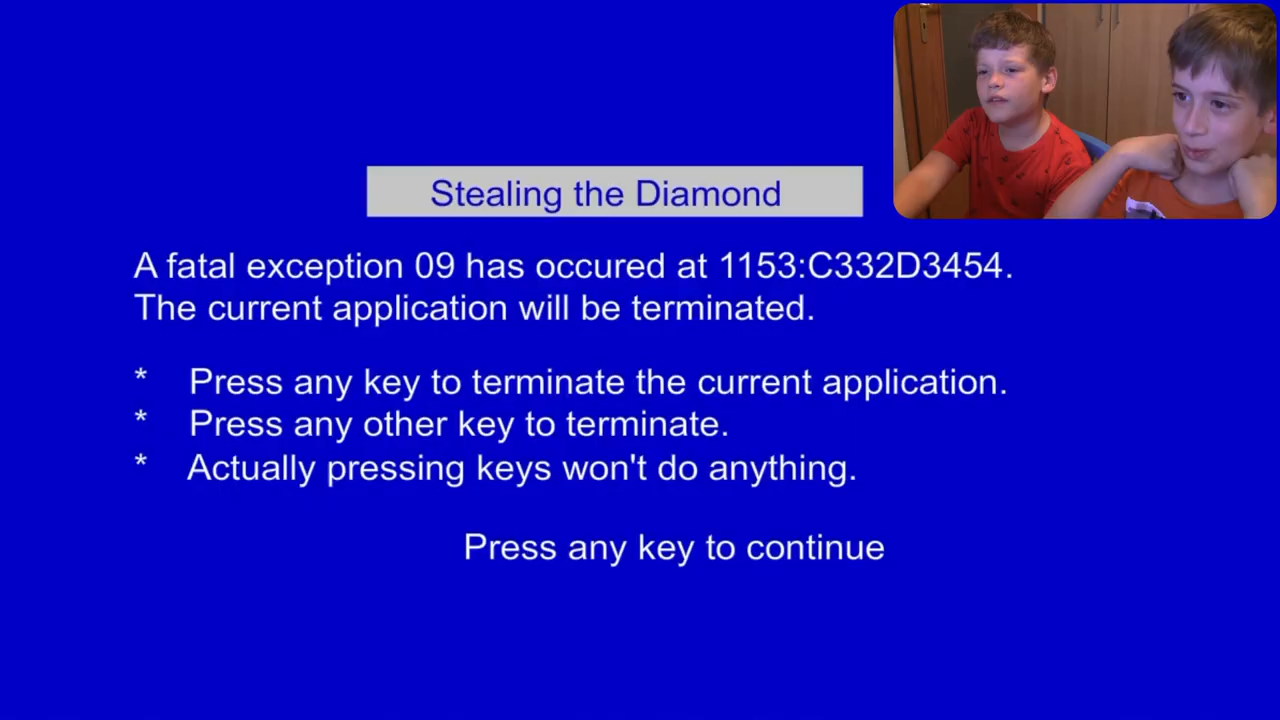 Stealing the Diamond
A fatal exception 09 has occured at 1153:C332D3454.
The current application will be terminated.
* Press any key to terminate the current application.
* Press any other key to terminate.
* Actually pressing keys won't do anything.
Press any key to continue